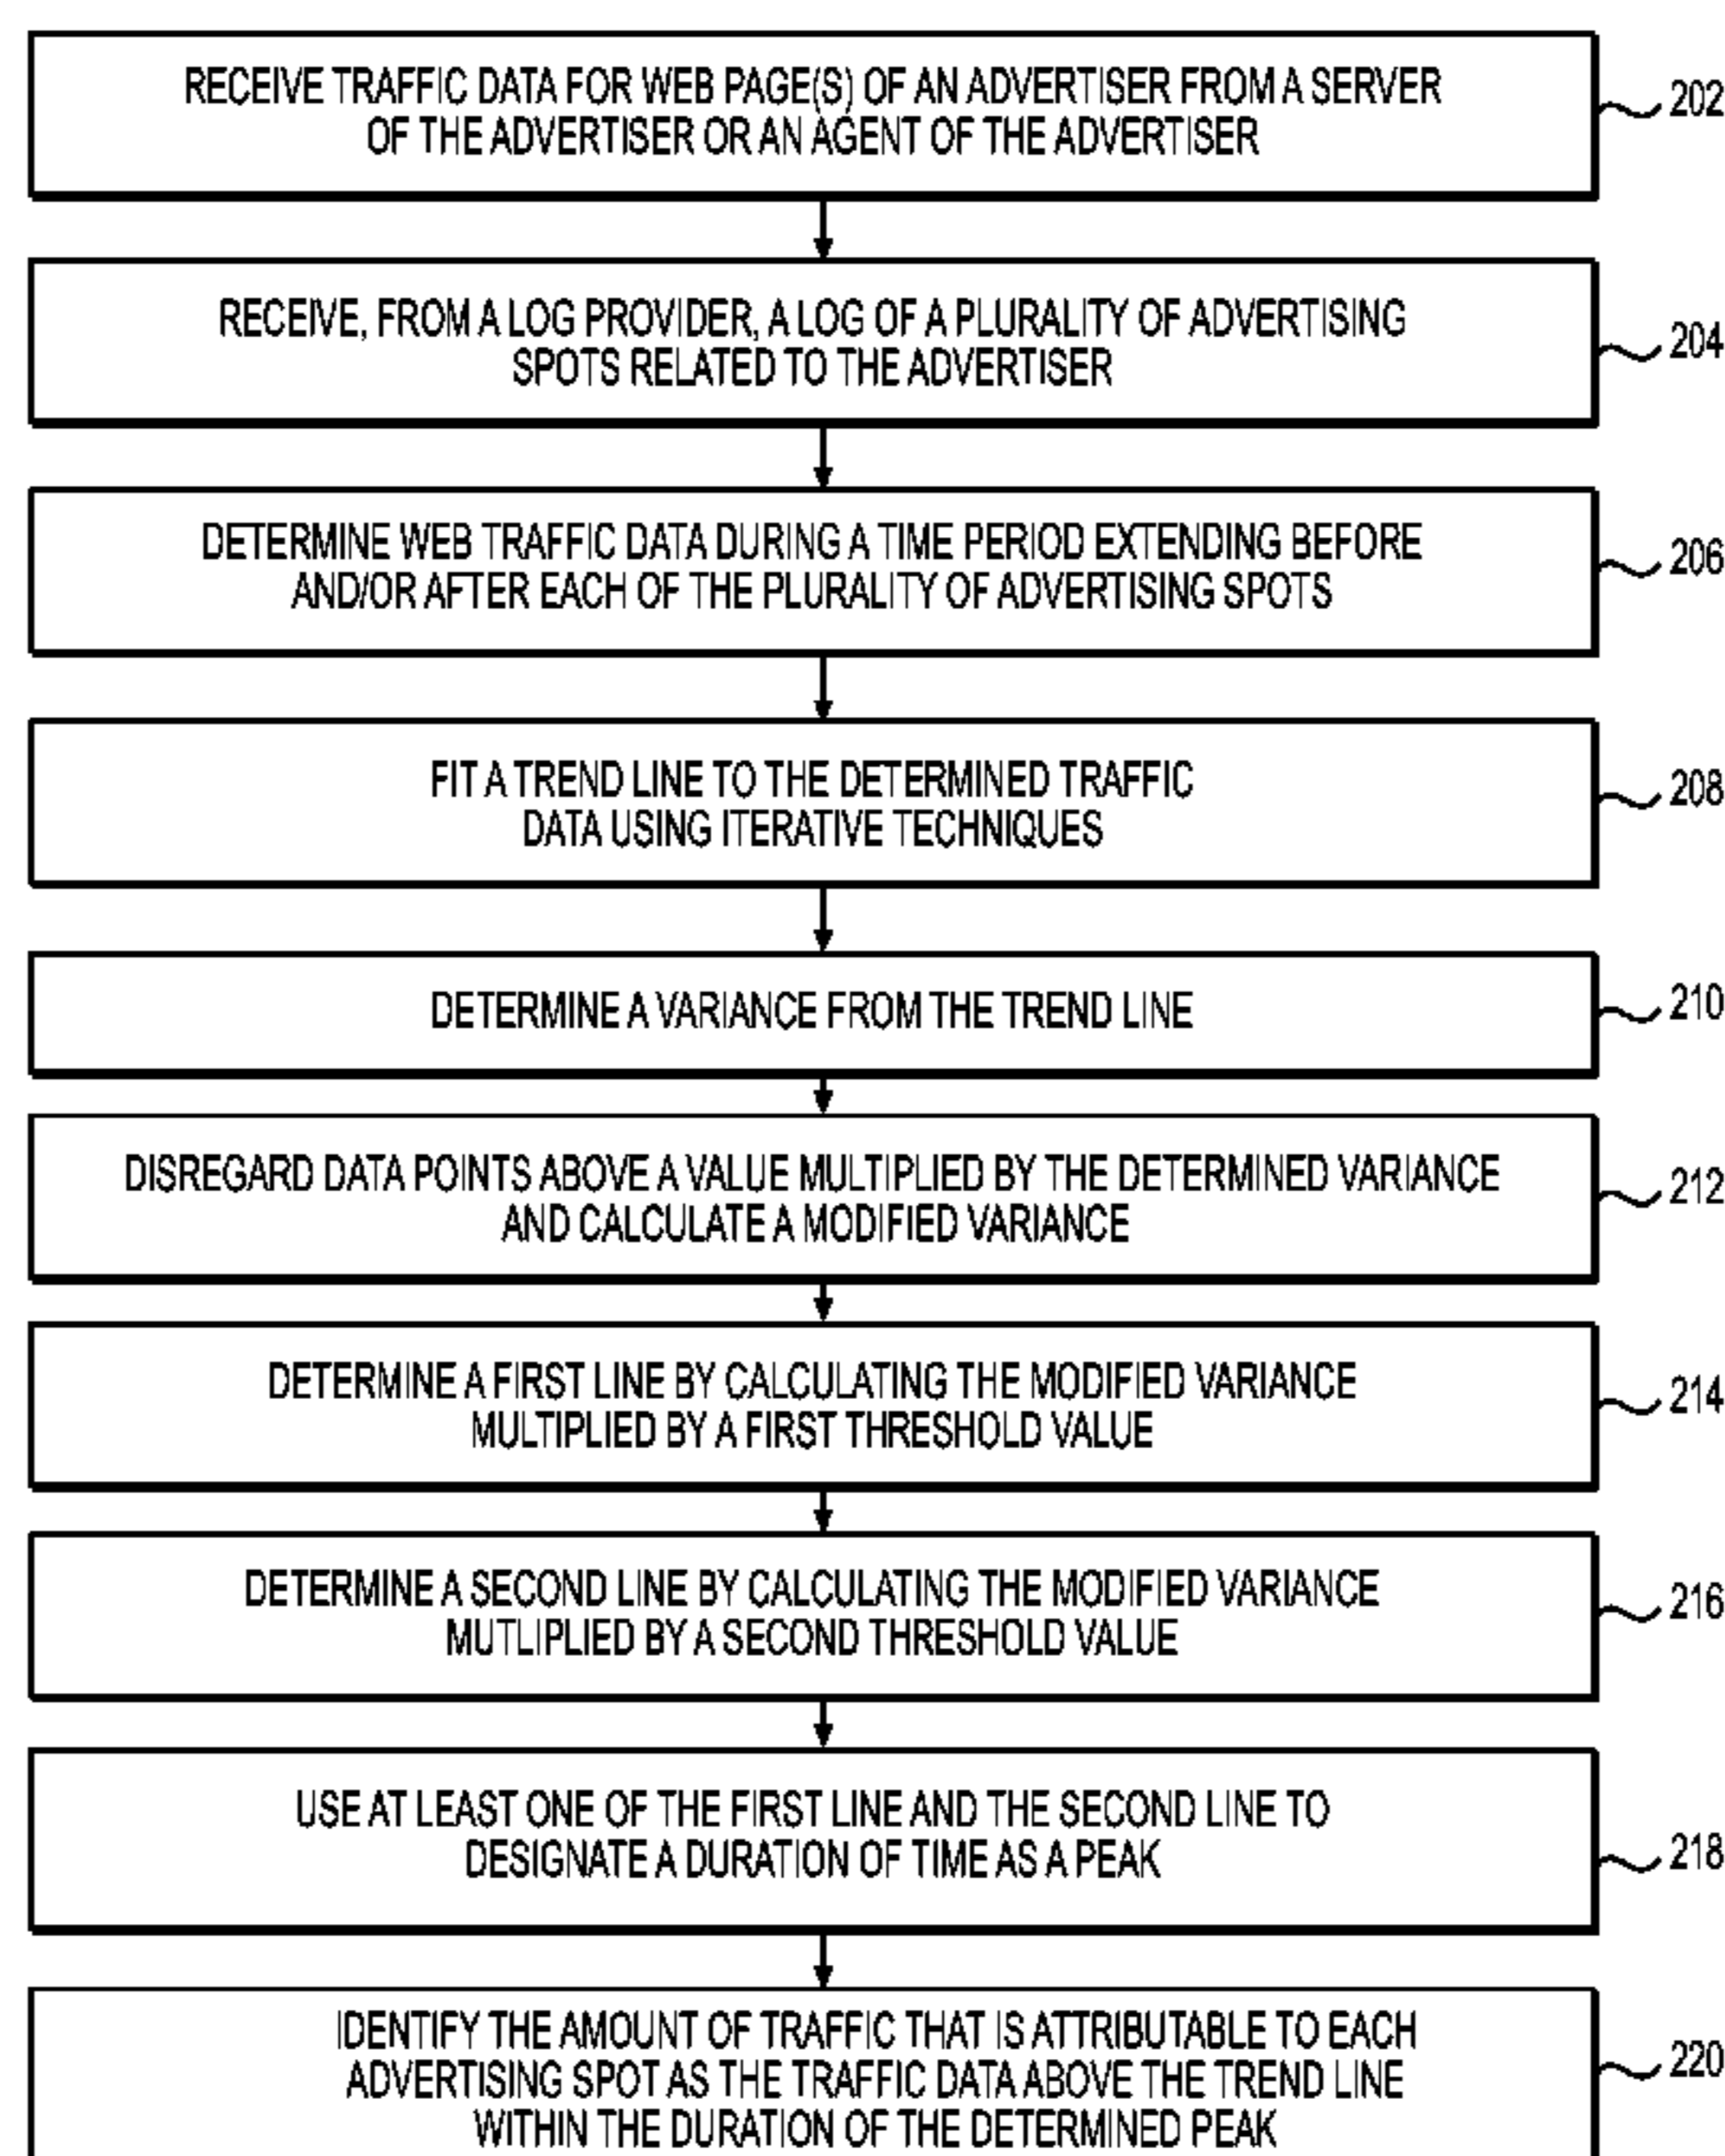 RECEIVE TRAFFIC DATA FOR WEB PAGE(S) OF AN ADVERTISER FROM A SERVER
OF THE ADVERTISER OR AN AGENT OF THE ADVERTISER
202
RECEIVE, FROM A LOG PROVIDER, A LOG OF A PLURALITY OF ADVERTISING
SPOTS RELATED TO THE ADVERTISER
204
DETERMINE WEB TRAFFIC DATA DURING A TIME PERIOD EXTENDING BEFORE
AND/OR AFTER EACH OF THE PLURALITY OF ADVERTISING SPOTS
206
FIT A TREND LINE TO THE DETERMINED TRAFFIC
DATA USING ITERATIVE TECHNIQUES
208
DETERMINE A VARIANCE FROM THE TREND LINE
210
DISREGARD DATA POINTS ABOVE A VALUE MULTIPLIED BY THE DETERMINED VARIANCE
AND CALCULATE A MODIFIED VARIANCE
212
DETERMINE A FIRST LINE BY CALCULATING THE MODIFIED VARIANCE
MULTIPLIED BY A FIRST THRESHOLD VALUE
214
DETERMINE A SECOND LINE BY CALCULATING THE MODIFIED VARIANCE
MUTLIPLIED BY A SECOND THRESHOLD VALUE
216
USE AT LEAST ONE OF THE FIRST LINE AND THE SECOND LINE TO
DESIGNATE A DURATION OF TIME AS A PEAK
218
IDENTIFY THE AMOUNT OF TRAFFIC THAT IS ATTRIBUTABLE TO EACH
ADVERTISING SPOT AS THE TRAFFIC DATA ABOVE THE TREND LINE
WITHIN THE DURATION OF THE DETERMINED PEAK
220